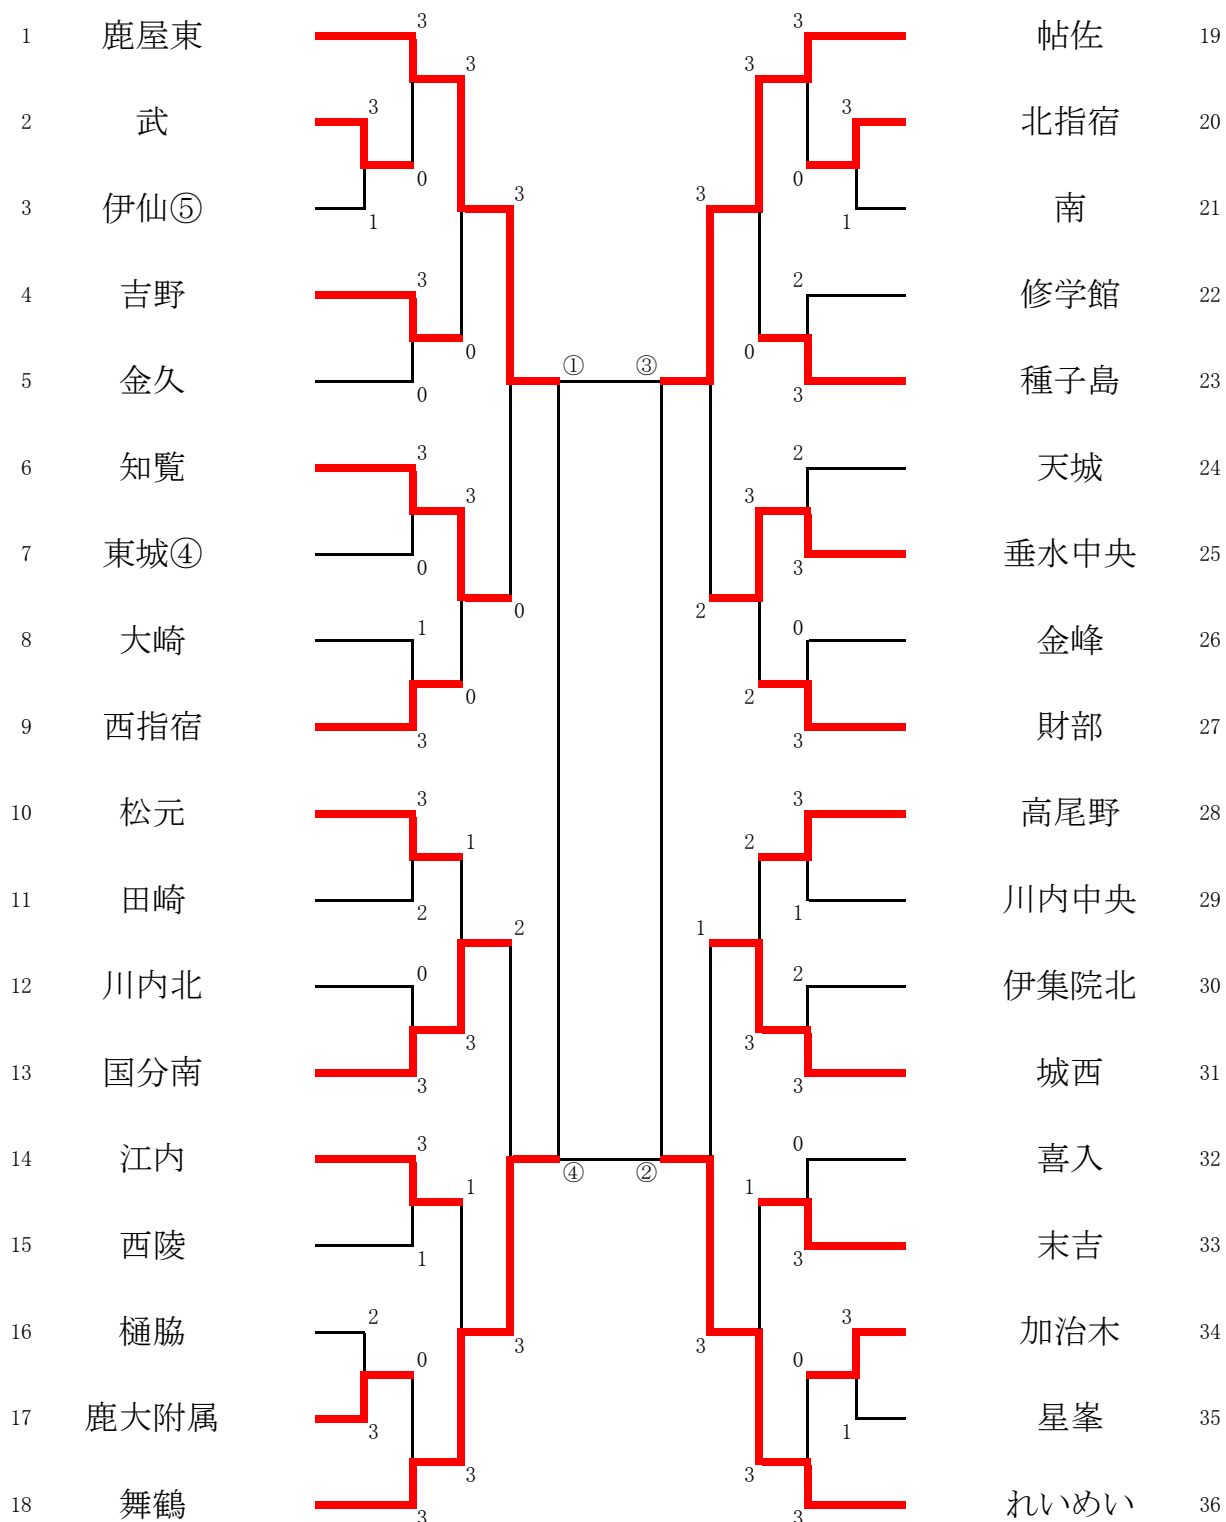 3 3
1 鹿屋東 帖佐 19
3 3
3 3
2 武 北指宿 20
0 0
3 3
3 伊仙⑤ 南 21
1 1
3 2
4 吉野 修学館 22
0 0
① ③
5 金久 種子島 23
0 3
3 2
6 知覧 天城 24
3 3
7 東城④ 垂水中央 25
0 3
0 2
1 0
8 大崎 金峰 26
0 2
9 西指宿 財部 27
3 3
3 3
10 松元 高尾野 28
1 2
11 田崎 川内中央 29
2 1
2 1
0 2
12 川内北 伊集院北 30
3 3
13 国分南 城西 31
3 3
3 0
14 江内 喜入 32
④ ②
1 1
15 西陵 末吉 33
1 3
2 3
16 樋脇 加治木 34
3 3
0 0
17 鹿大附属 星峯 35
3 1
3 3
18 舞鶴 れいめい 36
3 3